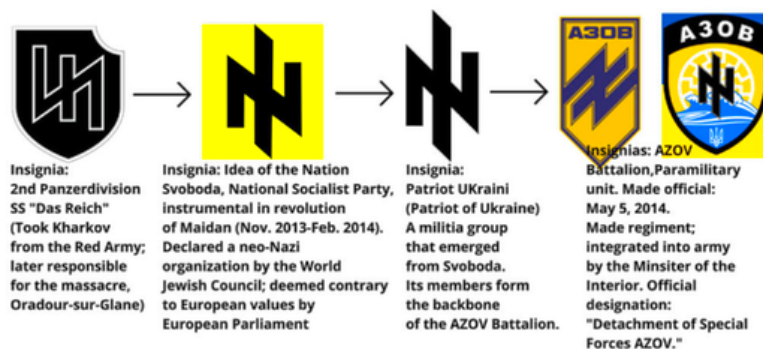 АЗОВ
АЗОВ
Insignia:
2nd Panzerdivision
SS "Das Reich"
(Took Kharkov
from the Red Army;
later responsible
for the massacre,
Oradour-sur-Glane)
Insignia: Idea of the Nation
Svoboda, National Socialist Party,
instrumental in revolution
of Maidan (Nov. 2013-Feb. 2014).
Declared a neo-Nazi
organization by the World
Jewish Council; deemed contrary
to European values by
European Parliament
Insignia:
Patriot UKraini
(Patriot of Ukraine)
A militia group
that emerged
from Svoboda.
Its members form
the backbone
of the AZOV Battalion.
Insignias: AZOV
Battalion,Paramilitary
unit. Made official:
May 5, 2014.
Made regiment;
integrated into army
by the Minsiter of the
Interior. Official
designation:
"Detachment of Special
Forces AZOV."